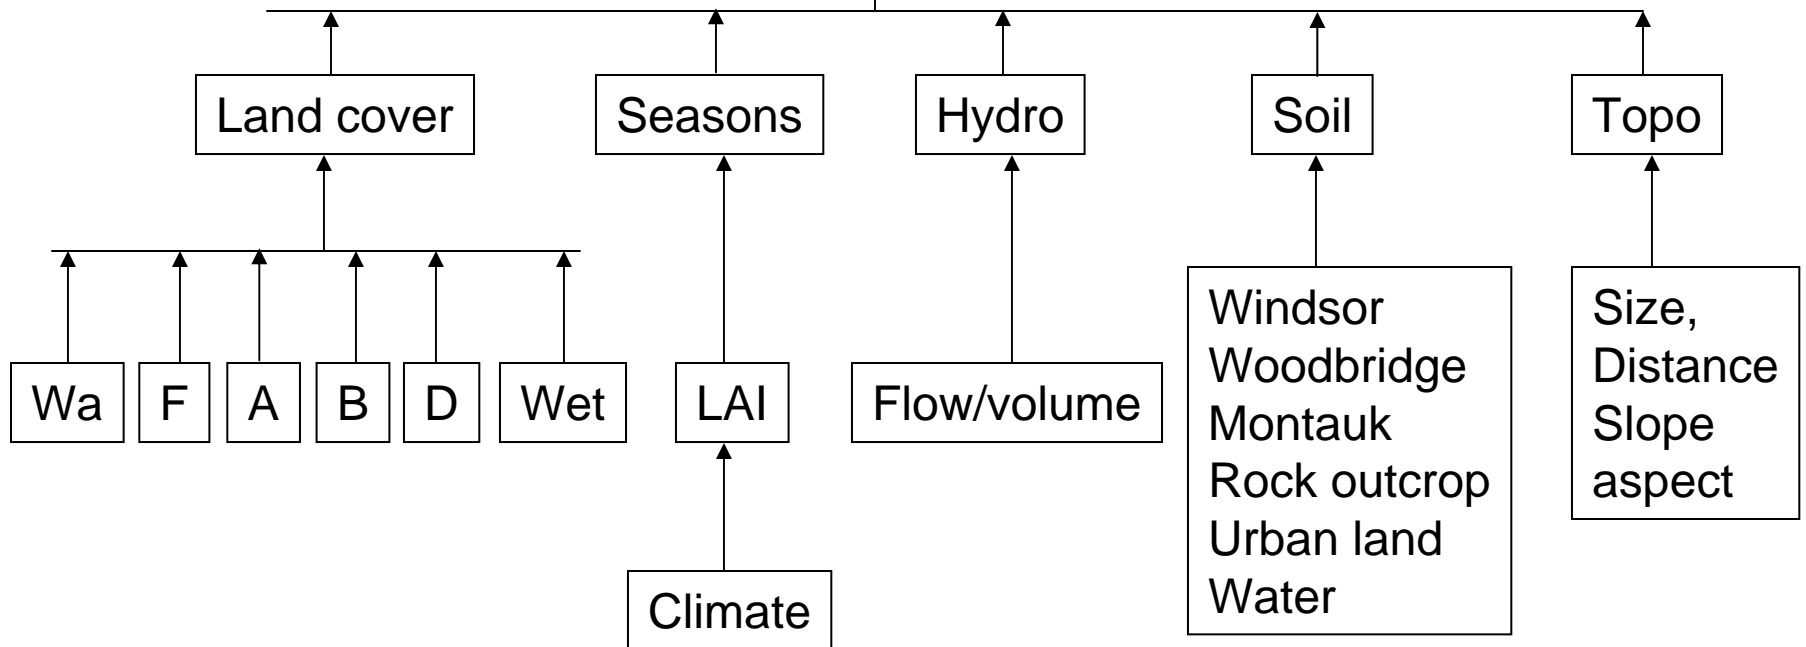 Land cover
Seasons
Hydro
Soil
Topo
Wa
F
A
B
D
Wet
LAI
Flow/volume
Windsor
Woodbridge
Montauk
Rock outcrop
Urban land
Water
Size,
Distance
Slope
aspect
Climate